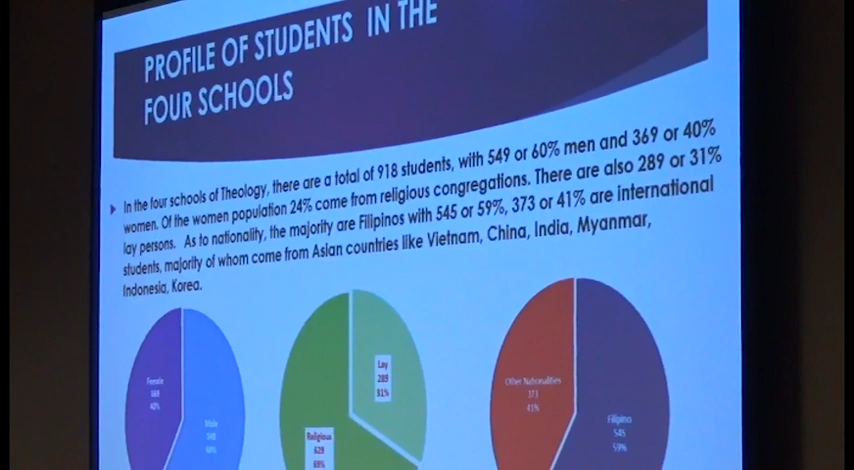 PROFILE OF STUDENTS IN THE
FOUR SCHOOLS
In the four schools of Theology, there are a total of 918 students, with 549 or 60% men and 369 or 40%
women. Of the women population 24% come from religious congregations. There are also 289 or 31%
lay persons. As to nationality, the majority are Filipinos with 545 or 59%, 373 or 41% are international
students, majority of whom come from Asian countries like Vietnam, China, India, Myanmar,
Indonesia, Korea.
Female
369
40%
Male
549
60%
Lay
289
31%
Religious
629
69%
Other Nationalities
373
41%
Filipino
545
59%